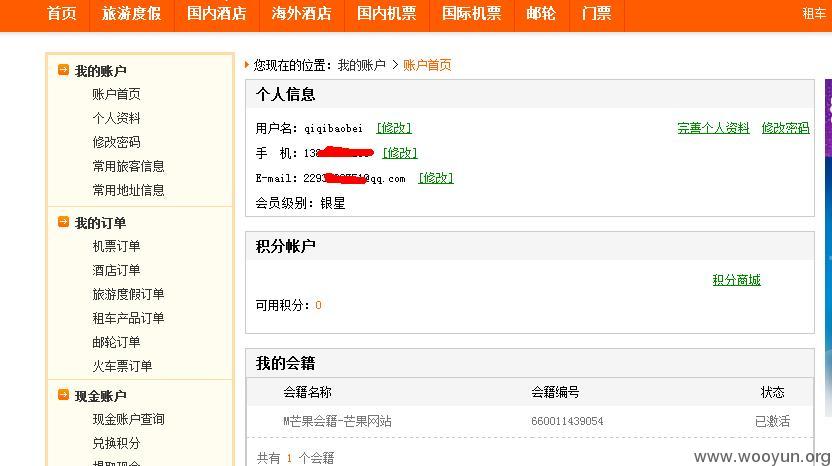 首页 旅游度假 国内酒店 海外酒店 国内机票 国际机票 邮轮 门票 租车
我的账户
账户首页
个人资料
修改密码
常用旅客信息
常用地址信息
我的订单
机票订单
酒店订单
旅游度假订单
租车产品订单
邮轮订单
火车票订单
现金账户
现金账户查询
兑换积分
提取现金
您现在的位置：我的账户 > 账户首页
个人信息
用户名：qiqibaobei [修改] 完善个人资料 修改密码
手 机：13 [修改]
E-mail：2293 @qq.com [修改]
会员级别：银星
积分帐户
积分商城
可用积分：0
我的会籍
会籍名称 会籍编号 状态
M芒果会籍-芒果网站 660011439054 已激活
共有 1 个会籍
www.wooyun.org